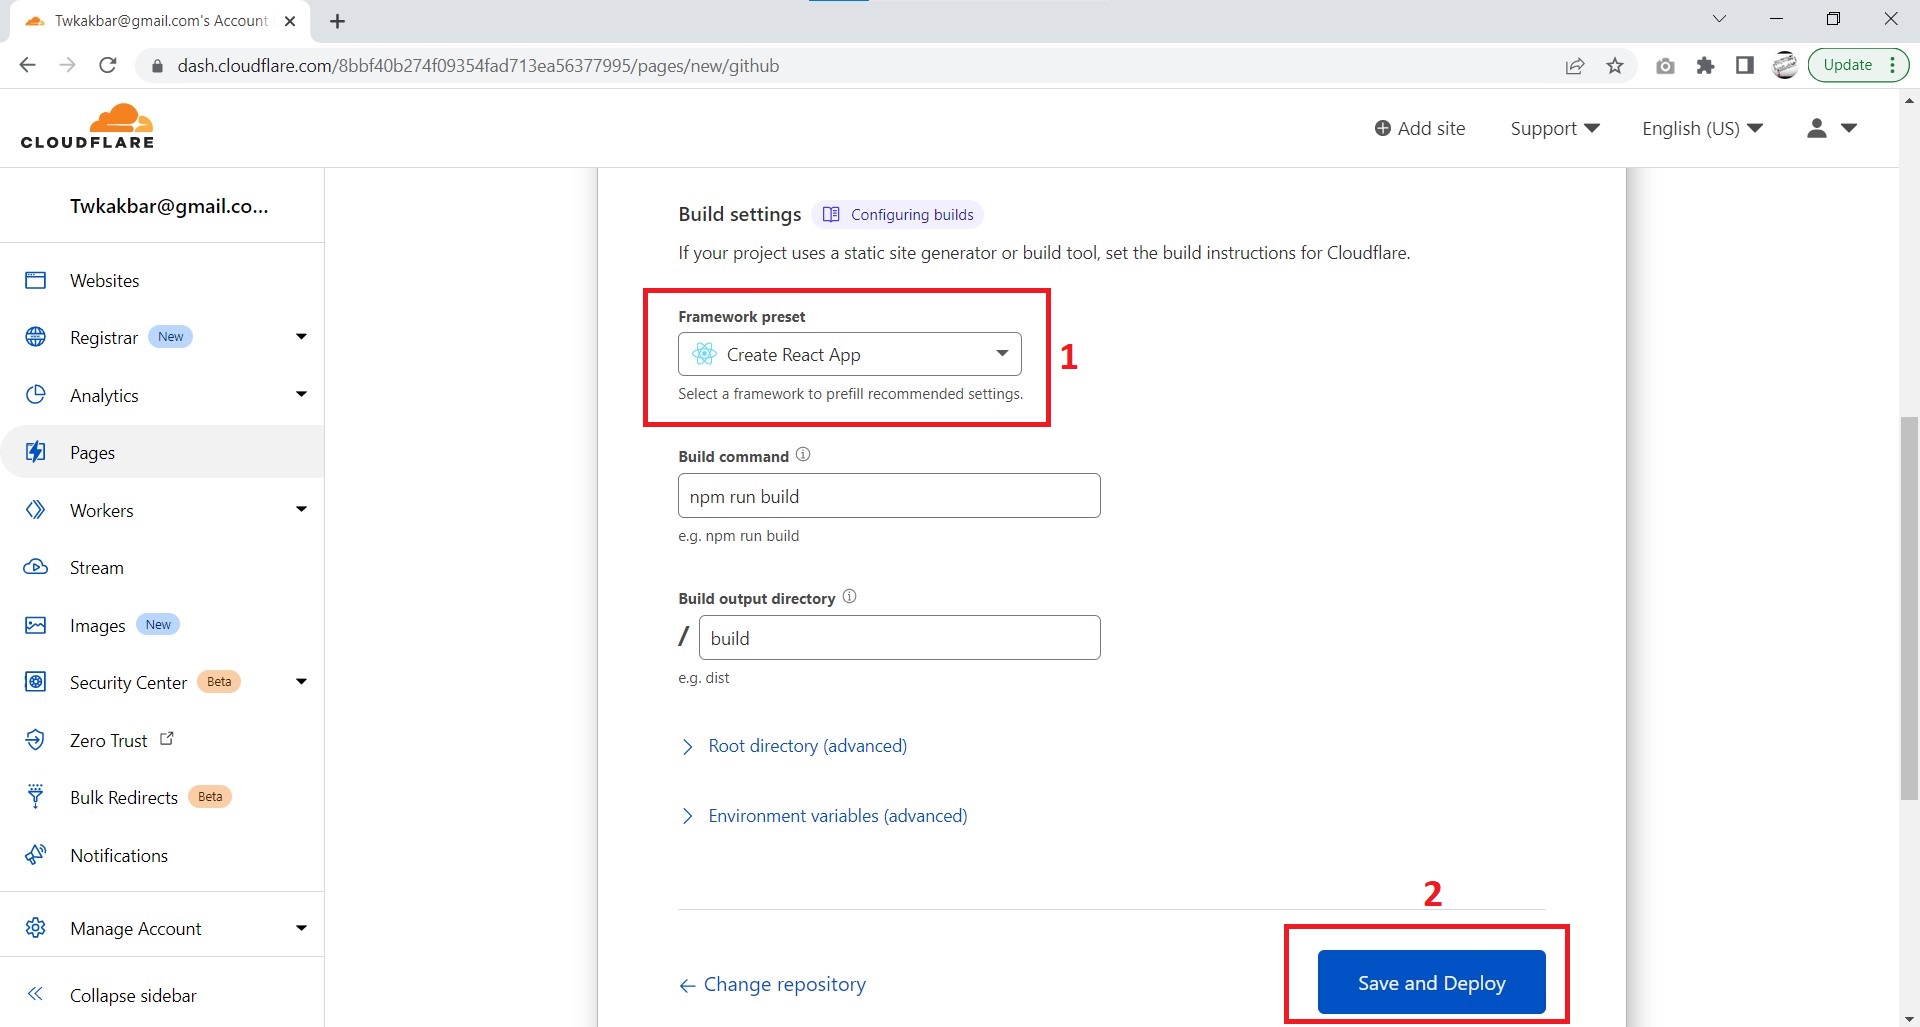 Twkakbar@gmail.com's Account
dash.cloudflare.com/8bbf40b274f09354fad713ea56377995/pages/new/github
Update
CLOUDFLARE
Add site
Support
English (US)
Twkakbar@gmail.co...
Websites
Registrar New
Analytics
Pages
Workers
Stream
Images New
Security Center Beta
Zero Trust
Bulk Redirects Beta
Notifications
Manage Account
Collapse sidebar
Build settings Configuring builds
If your project uses a static site generator or build tool, set the build instructions for Cloudflare.
Framework preset
Create React App
Select a framework to prefill recommended settings.
1
Build command
npm run build
e.g. npm run build
Build output directory
/ build
e.g. dist
Root directory (advanced)
Environment variables (advanced)
2
Change repository
Save and Deploy